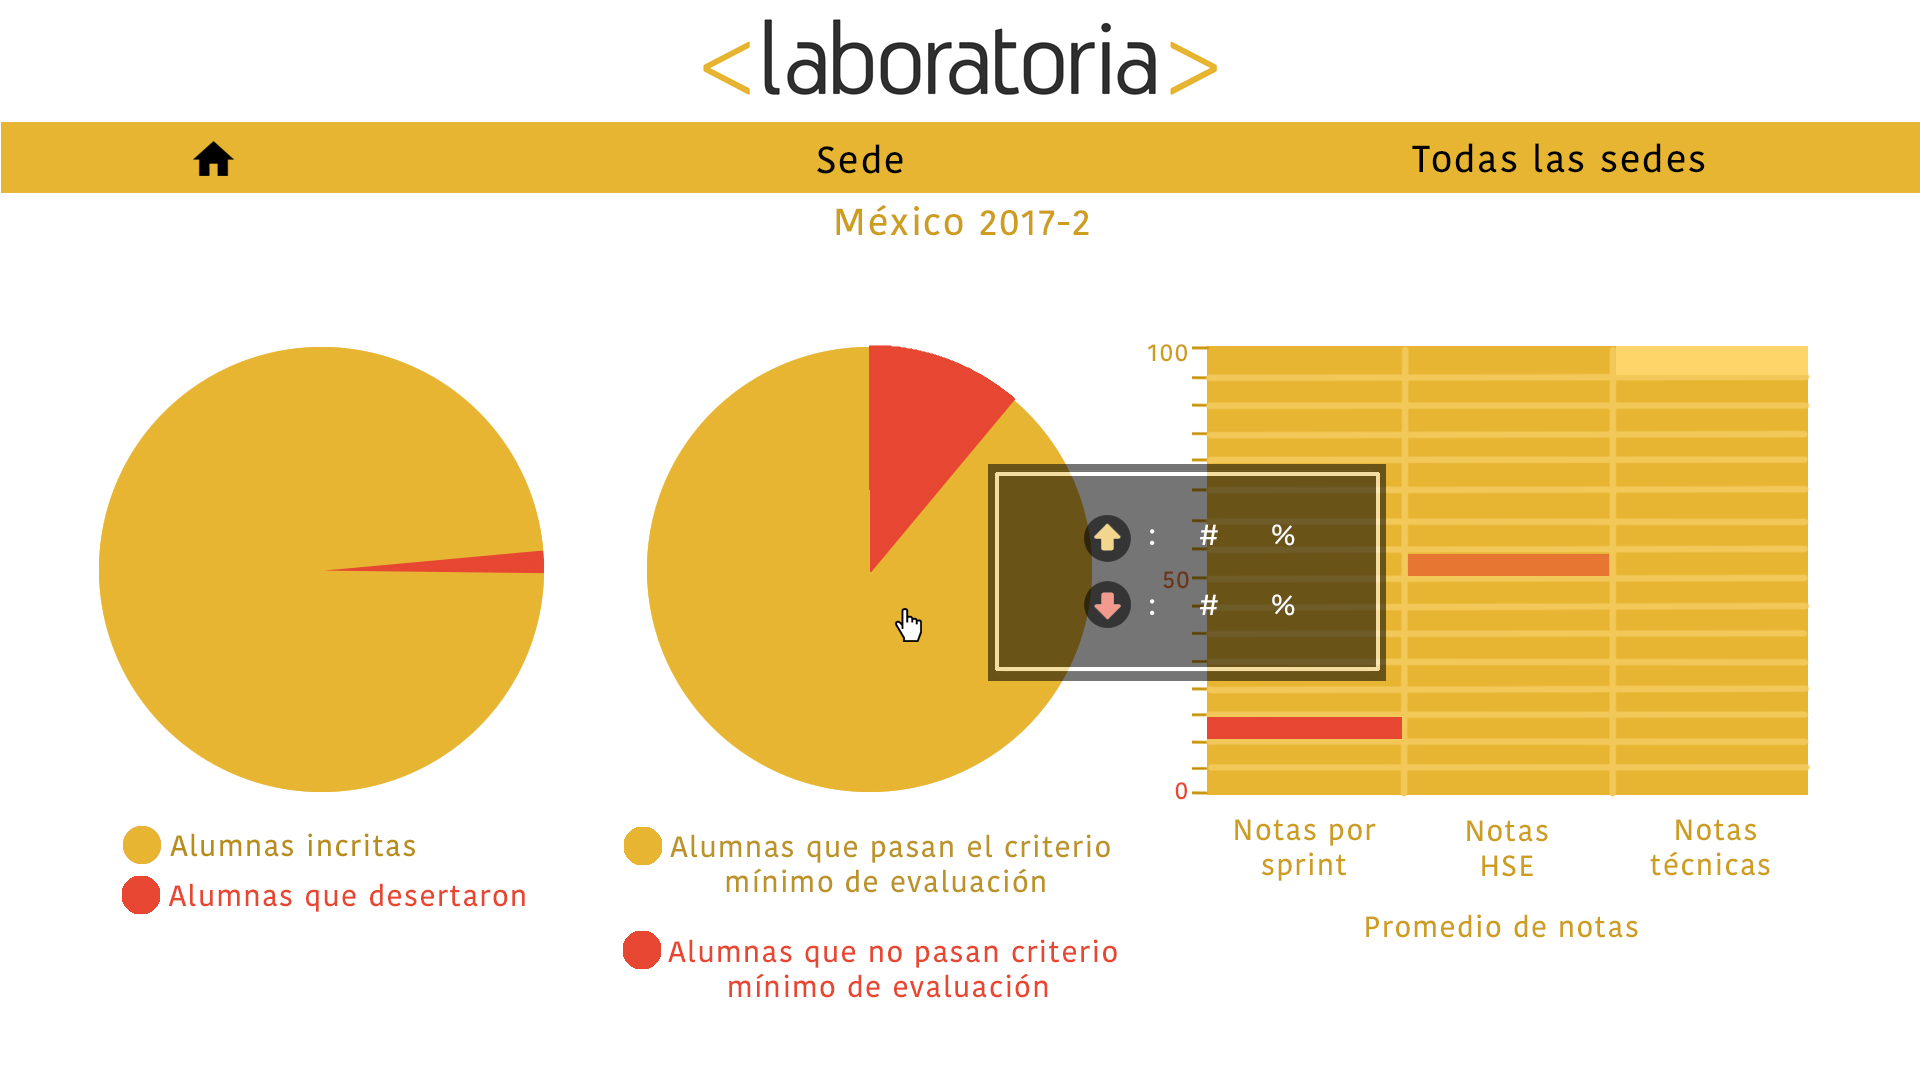 <laboratoria>
Sede
Todas las sedes
México 2017-2
Alumnas incritas
Alumnas que desertaron
: # %
: # %
Alumnas que pasan el criterio
mínimo de evaluación
Alumnas que no pasan criterio
mínimo de evaluación
100
50
0
Notas por
sprint
Notas
HSE
Notas
técnicas
Promedio de notas